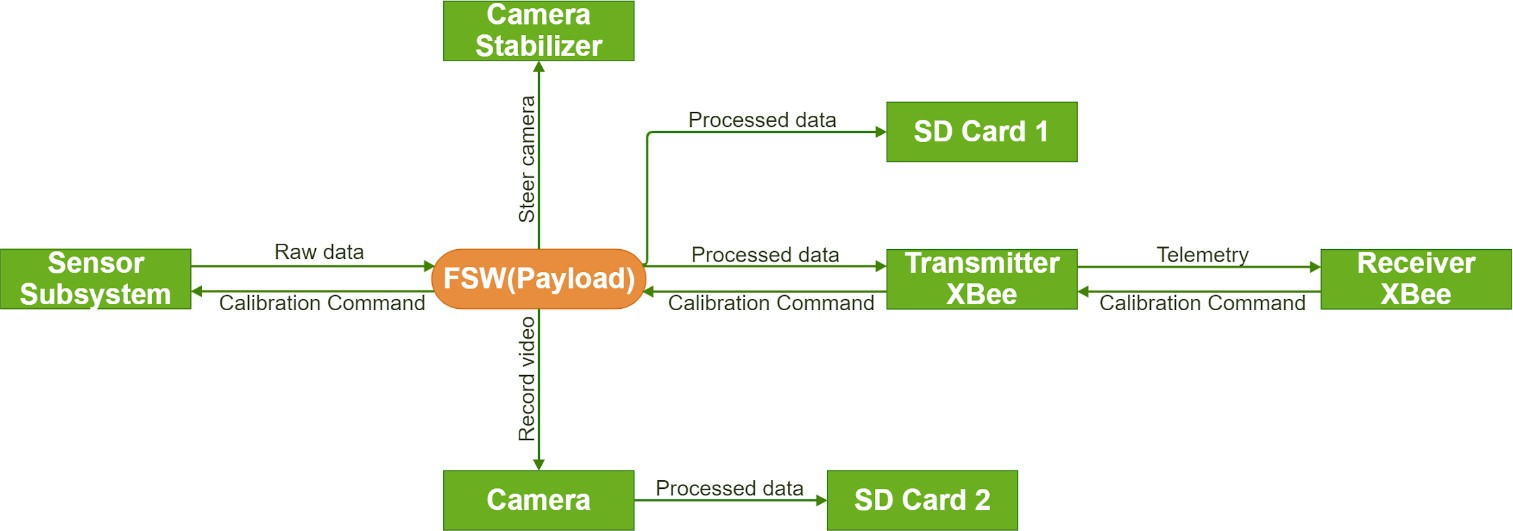 Camera
Stabilizer
Steer camera
Processed data
SD Card 1
Sensor
Subsystem
Raw data
Calibration Command
FSW(Payload)
Processed data
Calibration Command
Transmitter
XBee
Telemetry
Calibration Command
Receiver
XBee
Record video
Camera
Processed data
SD Card 2